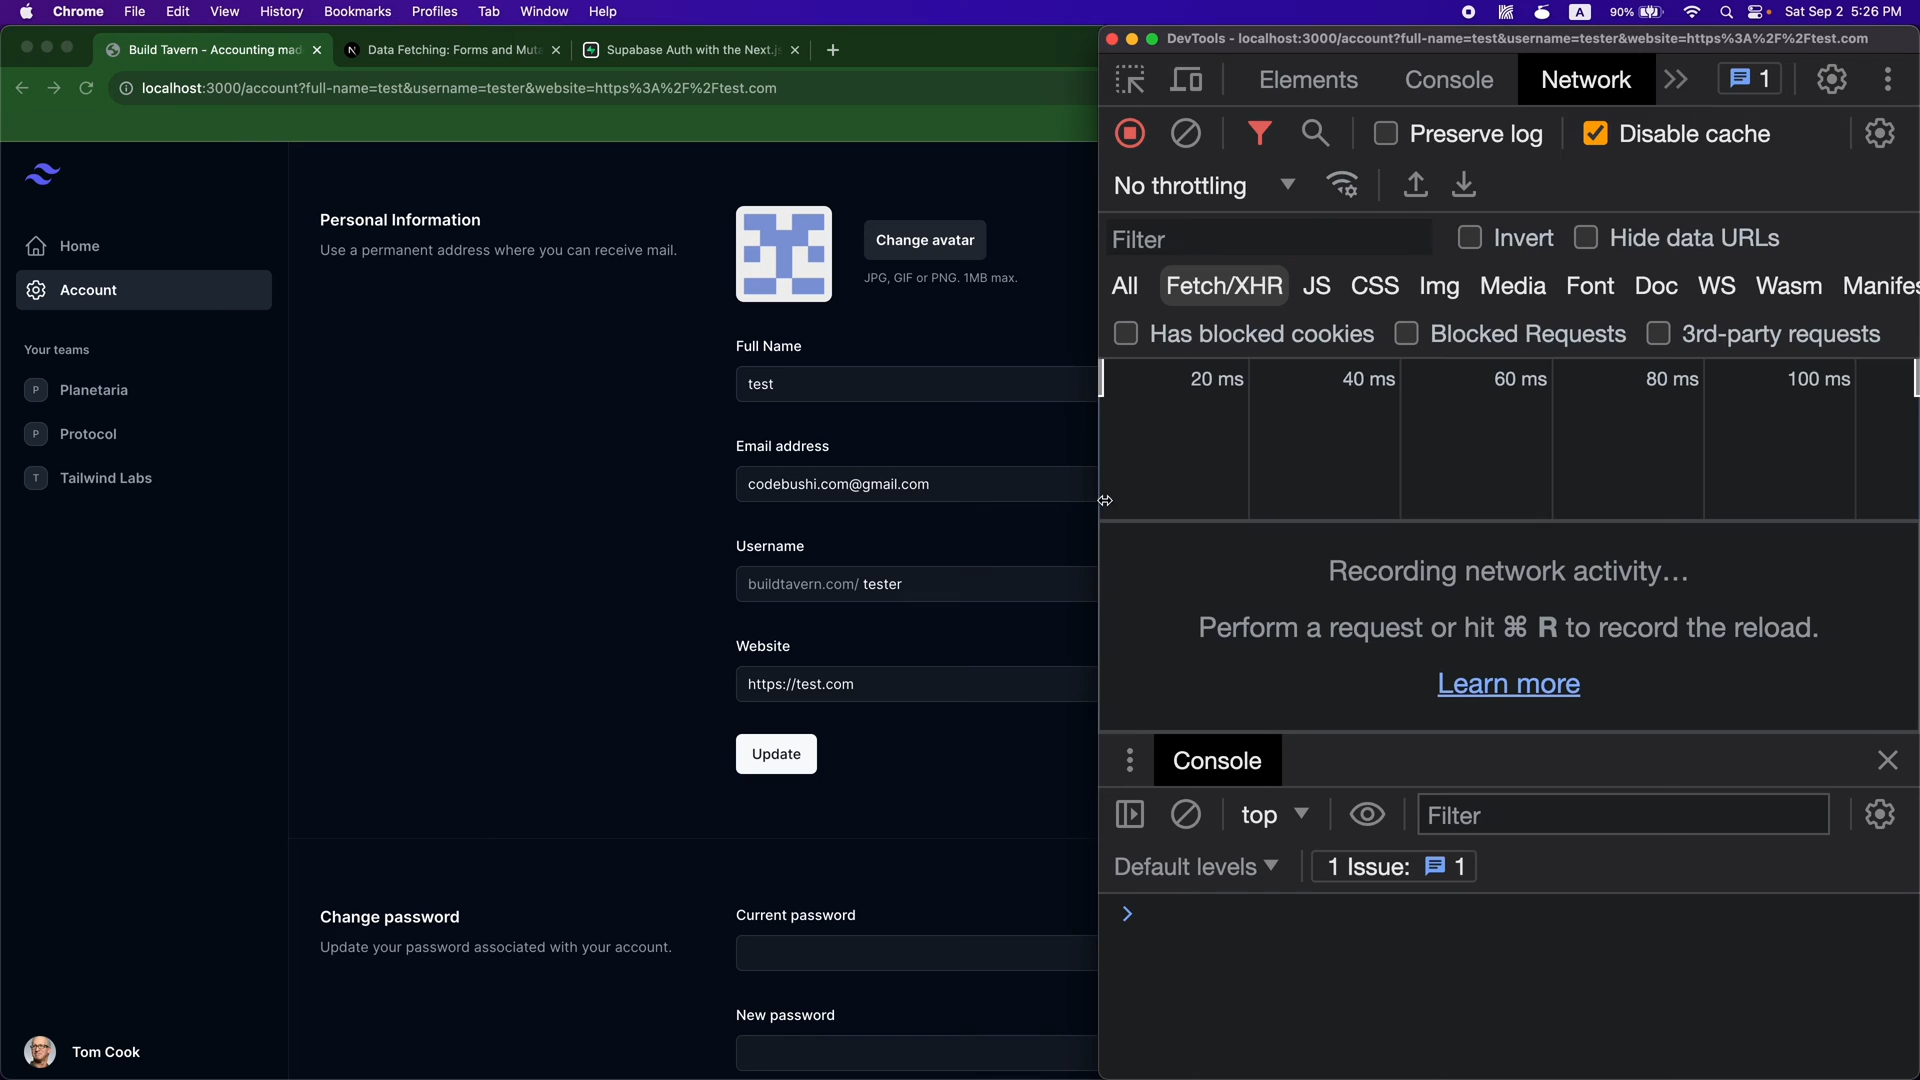 Chrome File Edit View History Bookmarks Profiles Tab Window Help A 90% Sat Sep 2 5:26 PM
Build Tavern - Accounting mad
N Data Fetching: Forms and Muta
Supabase Auth with the Next.j
localhost:3000/account?full-name=test&username=tester&website=https%3A%2F%2Ftest.com
Home
Account
Your teams
P Planetaria
P Protocol
T Tailwind Labs
Tom Cook
Personal Information
Use a permanent address where you can receive mail.
Change avatar
JPG, GIF or PNG. 1MB max.
Full Name
test
Email address
codebushi.com@gmail.com
Username
buildtavern.com/ tester
Website
https://test.com
Update
Change password
Update your password associated with your account.
Current password
New password
DevTools - localhost:3000/account?full-name=test&username=tester&website=https%3A%2F%2Ftest.com
Elements Console Network 1
Preserve log Disable cache
No throttling
Filter Invert Hide data URLs
All Fetch/XHR JS CSS Img Media Font Doc WS Wasm Manifes
Has blocked cookies Blocked Requests 3rd-party requests
20 ms 40 ms 60 ms 80 ms 100 ms
Recording network activity…
Perform a request or hit ⌘ R to record the reload.
Learn more
Console
top Filter
Default levels 1 Issue: 1